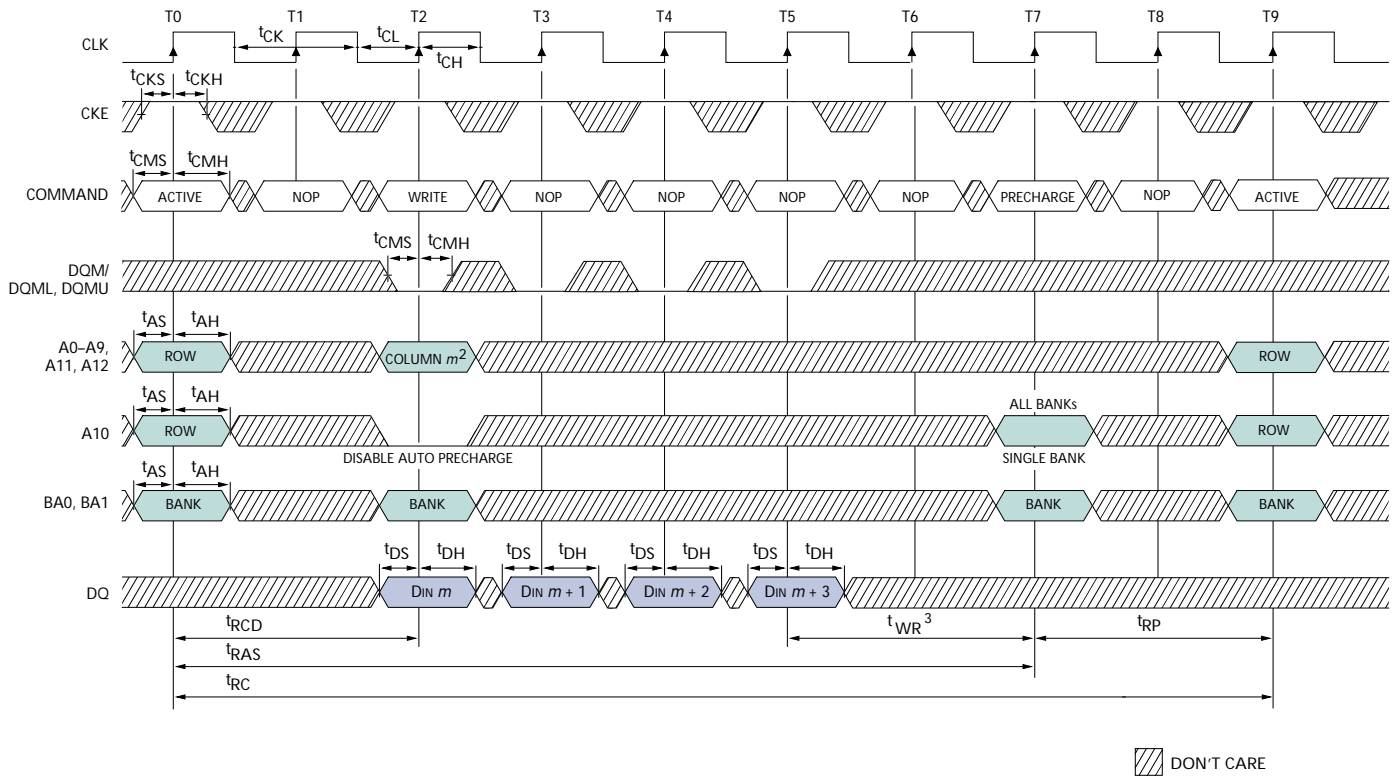 T0 T1 T2 T3 T4 T5 T6 T7 T8 T9
CLK
tCK tCL
tCH
tCKS tCKH
CKE
tCMS tCMH
COMMAND ACTIVE NOP WRITE NOP NOP NOP NOP PRECHARGE NOP ACTIVE
tCMS tCMH
DQM/
DQML, DQMU
tAS tAH
A0–A9,
A11, A12
ROW COLUMN m2 ROW
tAS tAH
ALL BANKs
A10 ROW ROW
DISABLE AUTO PRECHARGE SINGLE BANK
tAS tAH
BA0, BA1 BANK BANK BANK BANK
tDS tDH tDS tDH tDS tDH tDS tDH
DQ DIN m DIN m + 1 DIN m + 2 DIN m + 3
tRCD tWR3 tRP
tRAS
tRC
DON'T CARE